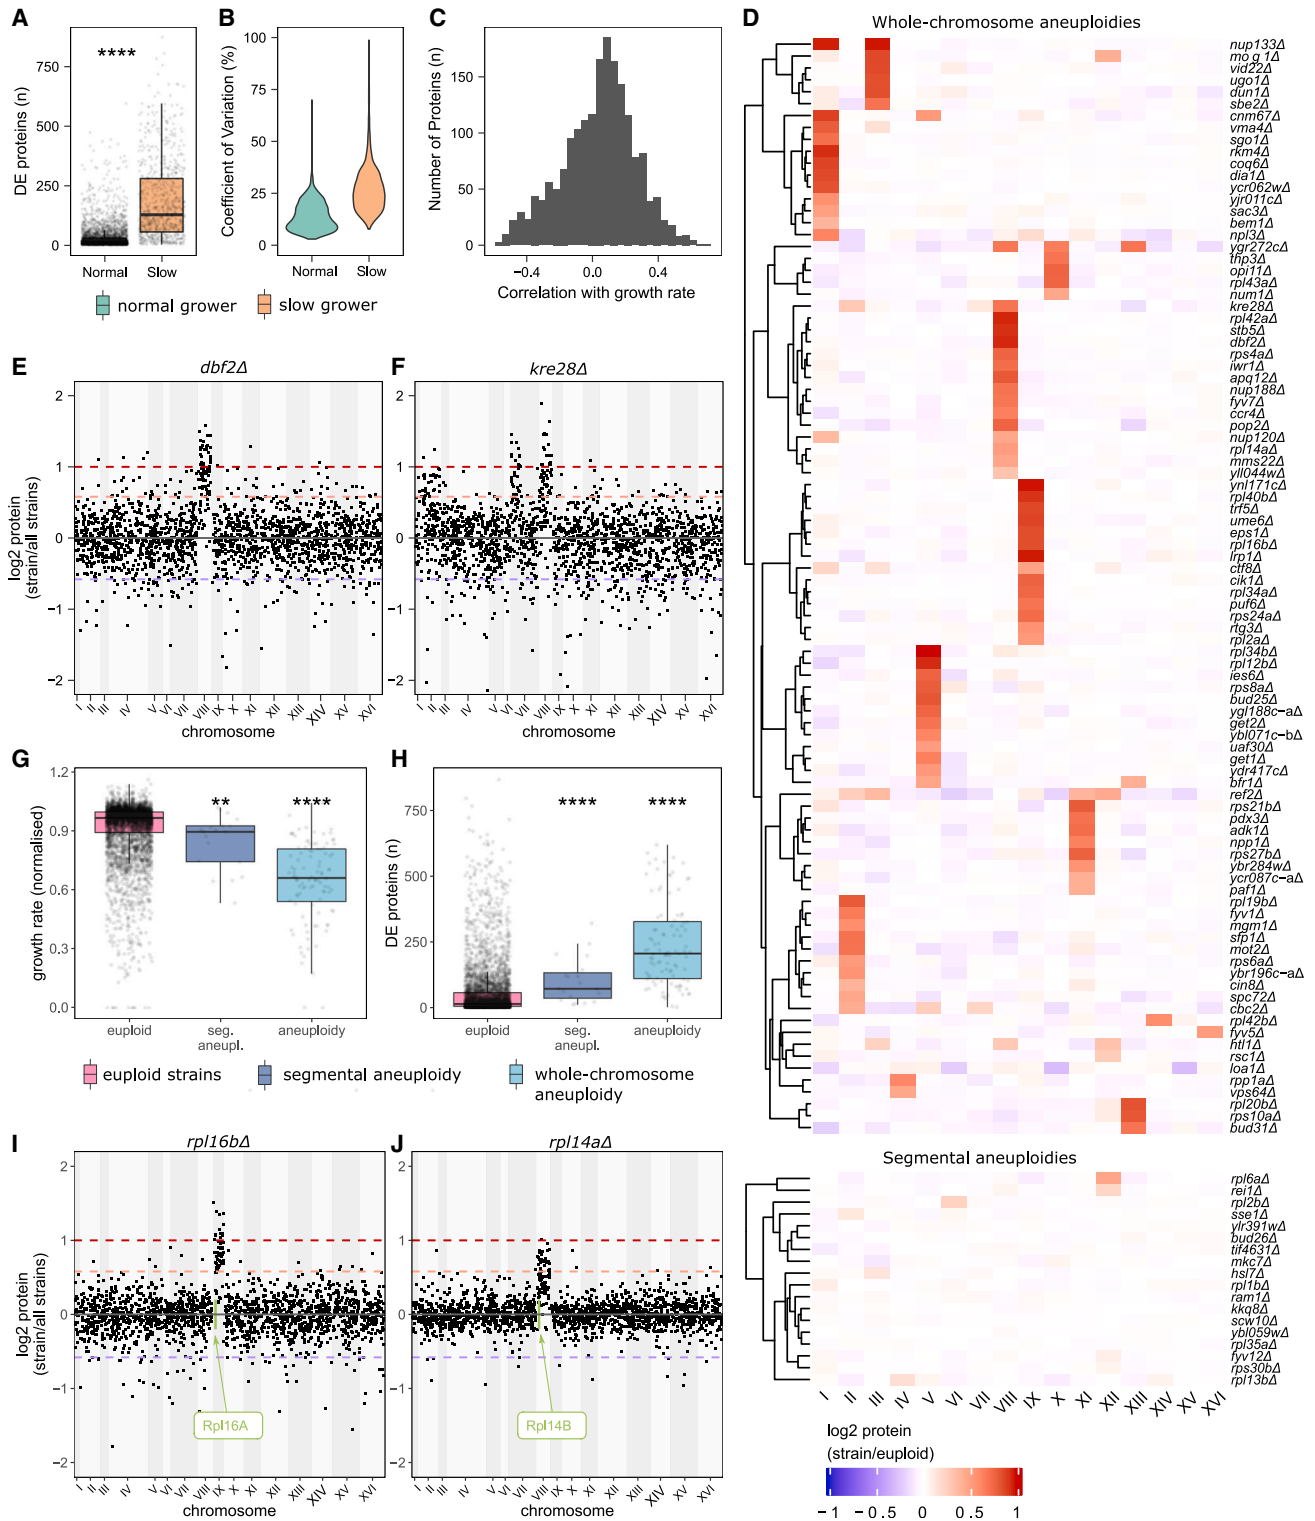 A
DE proteins (n)
750
500
250
0
****
Normal
Slow
B
Coefficient of Variation (%)
100
75
50
25
0
Normal
Slow
normal grower
slow grower
C
Number of Proteins (n)
150
100
50
0
−0.4
0.0
0.4
Correlation with growth rate
D
Whole-chromosome aneuploidies
nup133Δ
mog1Δ
vid22Δ
ugo1Δ
dun1Δ
sbe2Δ
cnm67Δ
vma4Δ
sgo1Δ
rkm4Δ
coq6Δ
dia1Δ
ycr062wΔ
yjr011cΔ
sac3Δ
bem1Δ
npl3Δ
ygr272cΔ
thp3Δ
opi11Δ
rpl43aΔ
num1Δ
kre28Δ
rpl42aΔ
stb5Δ
dbf2Δ
rps4aΔ
iwr1Δ
apq12Δ
nup188Δ
fyv7Δ
ccr4Δ
pop2Δ
nup120Δ
rpl14aΔ
mms22Δ
yll044wΔ
ynl171cΔ
rpl40bΔ
trf5Δ
ume6Δ
eps1Δ
rpl16bΔ
lrp1Δ
ctf8Δ
cik1Δ
rpl34aΔ
puf6Δ
rps24aΔ
rtg3Δ
rpl2aΔ
rpl34bΔ
rpl12bΔ
ies6Δ
rps8aΔ
bud25Δ
ygl188c−aΔ
get2Δ
ybl071c−bΔ
uaf30Δ
get1Δ
ydr417cΔ
bfr1Δ
ref2Δ
rps21bΔ
pdx3Δ
adk1Δ
npp1Δ
rps27bΔ
ybr284wΔ
ycr087c−aΔ
paf1Δ
rpl19bΔ
fyv1Δ
mgm1Δ
sfp1Δ
mot2Δ
rps6aΔ
ybr196c−aΔ
cin8Δ
spc72Δ
cbc2Δ
rpl42bΔ
fyv5Δ
htl1Δ
rsc1Δ
loa1Δ
rpp1aΔ
vps64Δ
rpl20bΔ
rps10aΔ
bud31Δ
Segmental aneuploidies
rpl6aΔ
rei1Δ
rpl2bΔ
sse1Δ
ylr391wΔ
bud26Δ
tif4631Δ
mkc7Δ
hsl7Δ
rpl1bΔ
ram1Δ
kkq8Δ
scw10Δ
ybl059wΔ
rpl35aΔ
fyv12Δ
rps30bΔ
rpl13bΔ
I II III IV V VI VII VIII IX X XI XII XIII XIV XV XVI
log2 protein
(strain/euploid)
−1 −0.5 0 0.5 1
E
dbf2Δ
log2 protein
(strain/all strains)
2
1
0
−1
−2
I II III IV V VI VII VIII IX X XI XII XIII XIV XV XVI
chromosome
F
kre28Δ
2
1
0
−1
−2
I II III IV V VI VII VIII IX X XI XII XIII XIV XV XVI
chromosome
G
growth rate (normalised)
1.2
0.9
0.6
0.3
0.0
**
****
euploid
seg.
aneupl.
aneuploidy
H
DE proteins (n)
750
500
250
0
****
****
euploid
seg.
aneupl.
aneuploidy
euploid strains
segmental aneuploidy
whole-chromosome
aneuploidy
I
rpl16bΔ
log2 protein
(strain/all strains)
2
1
0
−1
−2
Rpl16A
I II III IV V VI VII VIII IX X XI XII XIII XIV XV XVI
chromosome
J
rpl14aΔ
2
1
0
−1
−2
Rpl14B
I II III IV V VI VII VIII IX X XI XII XIII XIV XV XVI
chromosome